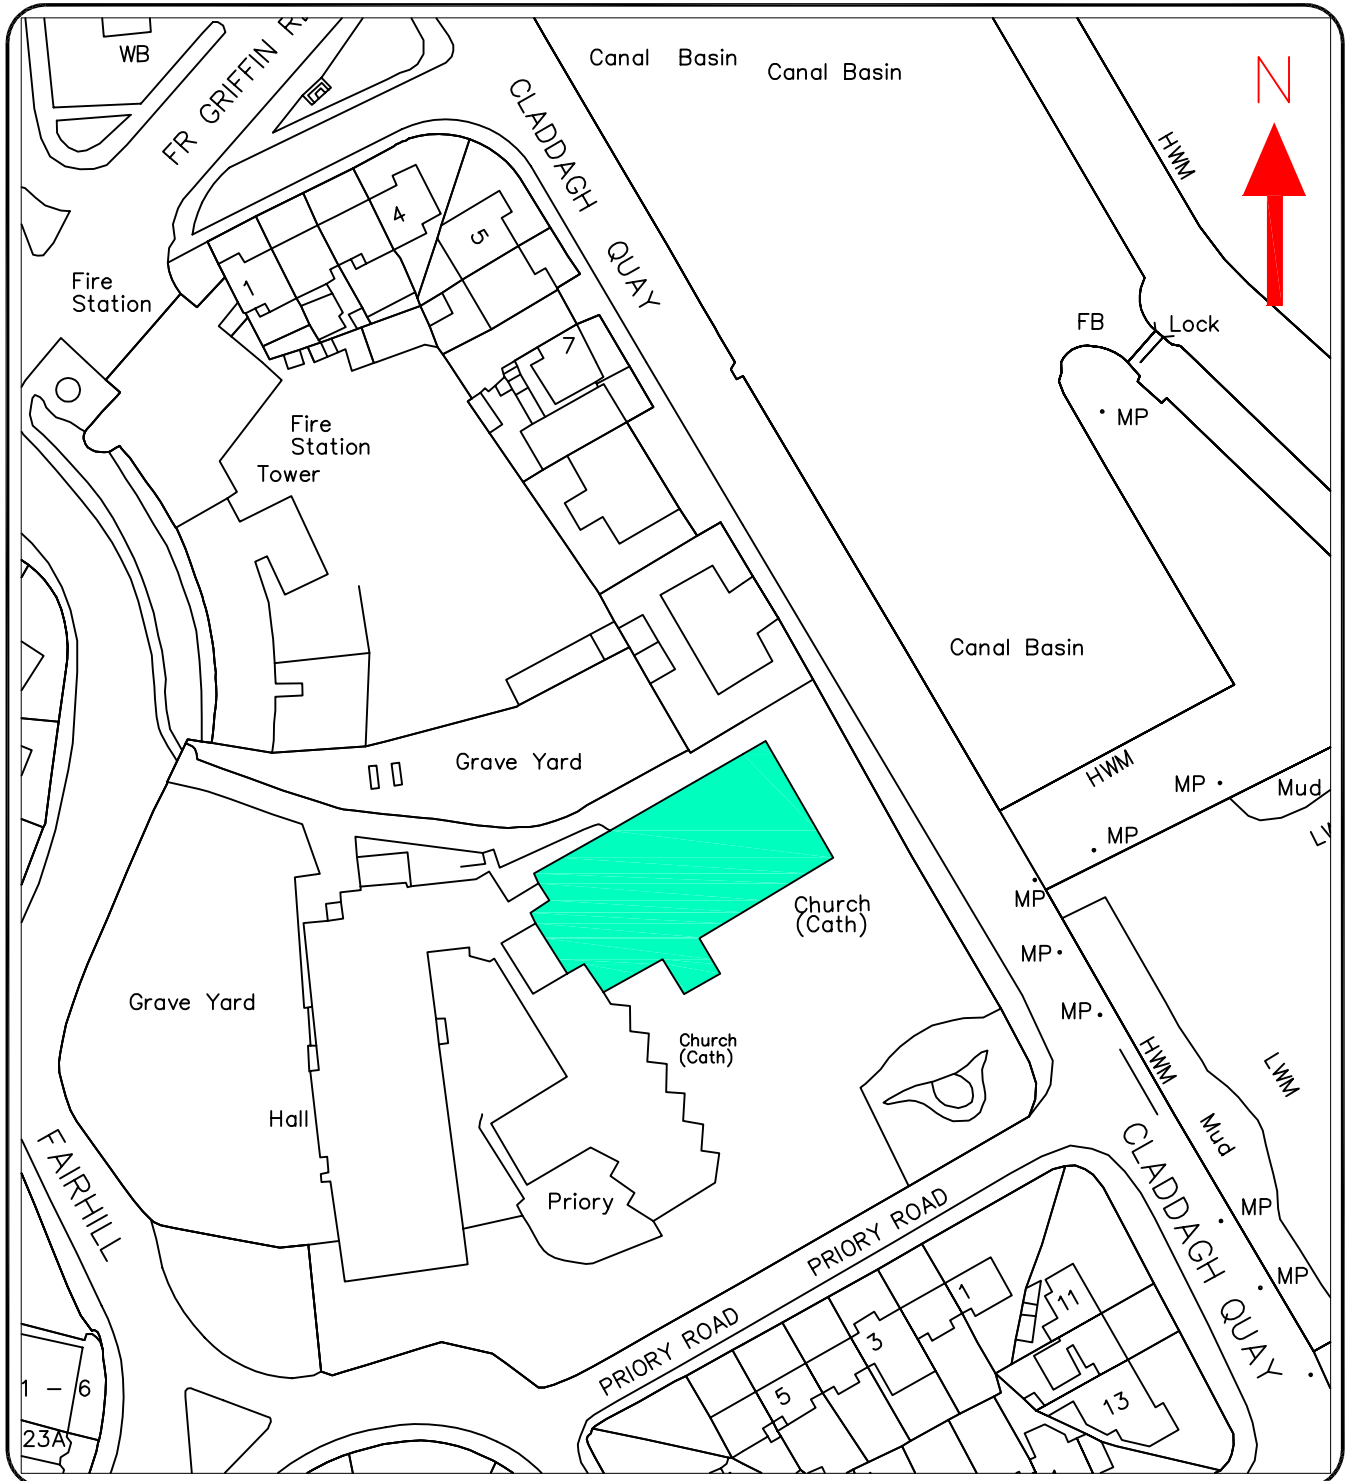 WB
FR GRIFFIN
CLADDAGH QUAY
Canal Basin
Canal Basin
N
HWM
4
5
1
Fire
Station
FB
Lock
MP
7
Fire
Station
Tower
Canal Basin
Grave Yard
HWM
MP
Mud
MP
MP
Church
(Cath)
MP
Grave Yard
MP
Church
(Cath)
HWM
LWM
Hall
Mud
FAIRHILL
CLADDAGH QUAY
Priory
PRIORY ROAD
MP
MP
1
11
PRIORY ROAD
3
5
13
1 - 6
23A